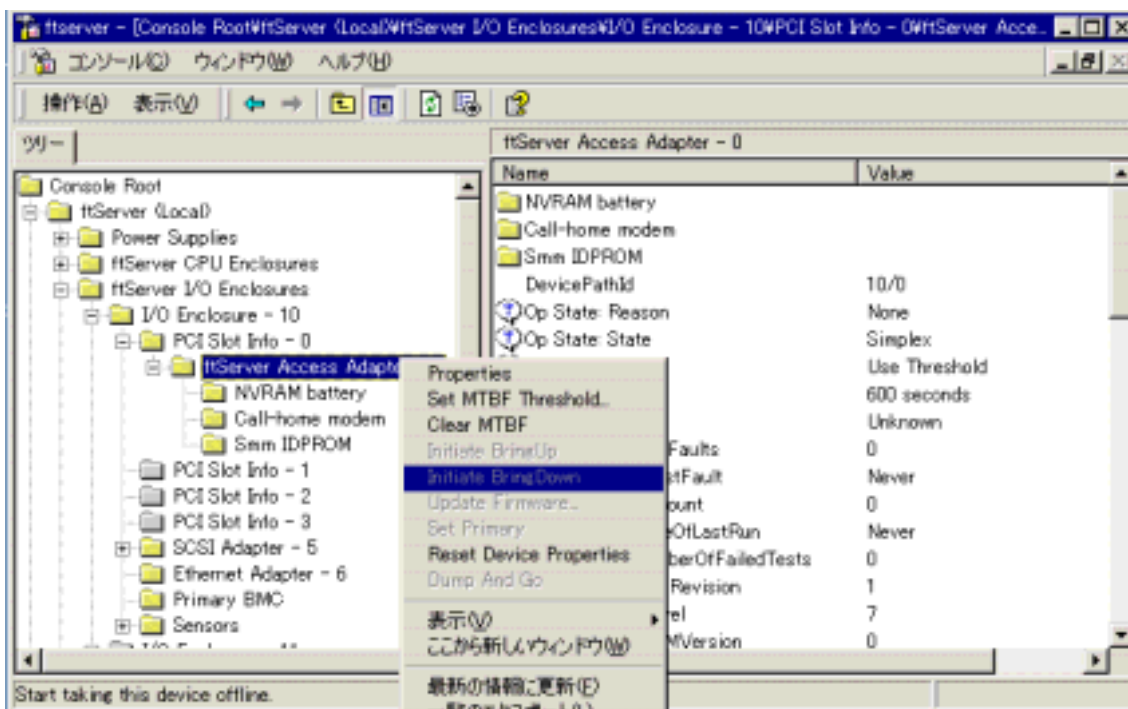 ftserver - [Console Root¥ftServer (Local)¥ftServer I/O Enclosures¥I/O Enclosure - 10¥PCI Slot Info - 0¥ftServer Acce...
コンソール(C) ウィンドウ(W) ヘルプ(H)
操作(A) 表示(V)
ツリー
Console Root
ftServer (Local)
Power Supplies
ftServer CPU Enclosures
ftServer I/O Enclosures
I/O Enclosure - 10
PCI Slot Info - 0
ftServer Access Adapte
NVRAM battery
Call-home modem
Smm IDPROM
PCI Slot Info - 1
PCI Slot Info - 2
PCI Slot Info - 3
SCSI Adapter - 5
Ethernet Adapter - 6
Primary BMC
Sensors
ftServer Access Adapter - 0
Name Value
NVRAM battery
Call-home modem
Smm IDPROM
DevicePathId 10/0
Op State: Reason None
Op State: State Simplex
Use Threshold
600 seconds
Unknown
Faults 0
stFault Never
ount 0
eOfLastRun Never
berOfFailedTests 0
Revision 1
el 7
MVersion 0
Properties
Set MTBF Threshold...
Clear MTBF
Initiate BringUp
Initiate BringDown
Update Firmware...
Set Primary
Reset Device Properties
Dump And Go
表示(V)
ここから新しいウィンドウ(W)
最新の情報に更新(F)
Start taking this device offline.